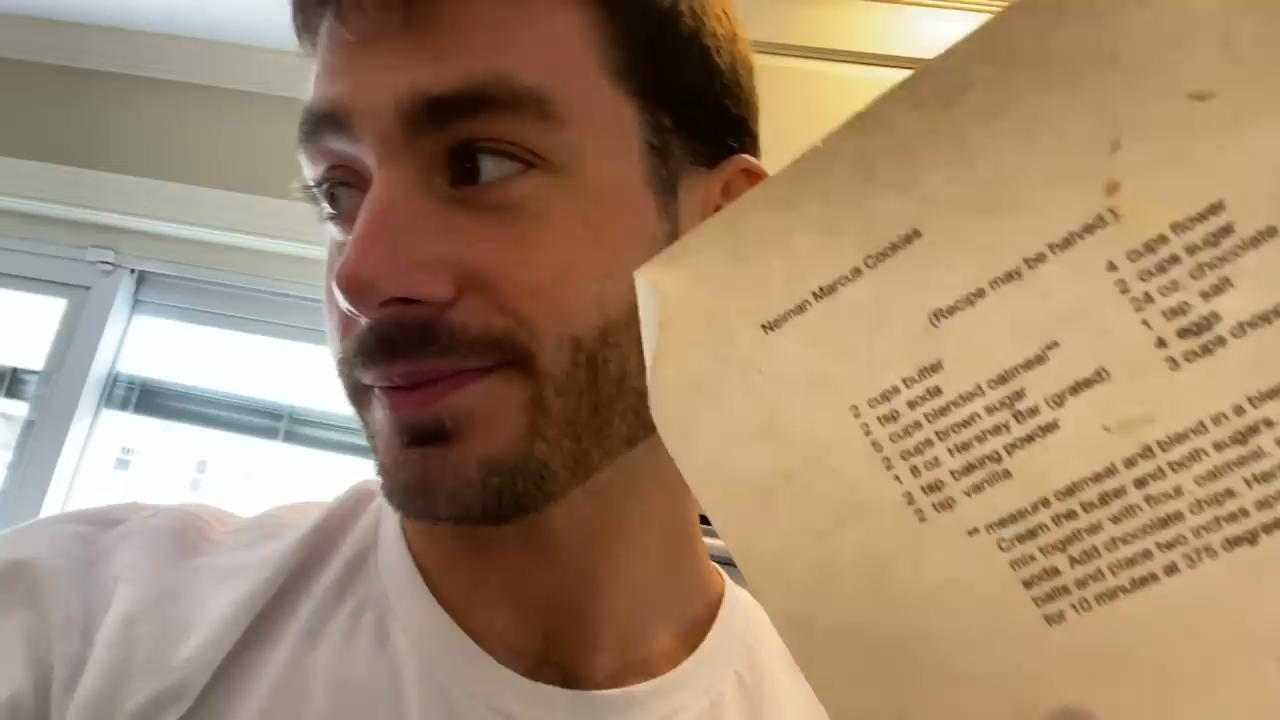 Neiman Marcus Cookies
(Recipe may be halved.):
2 cups butter
2 tsp. soda
5 cups blended oatmeal**
2 cups brown sugar
1 8 oz. Hershey Bar (grated)
2 tsp. baking powder
2 tsp. vanilla
4 cups flower
2 cups sugar
24 oz. chocolate
1 tsp. salt
4 eggs
3 cups
** measure oatmeal and blend in a
Cream the butter and both sugars.
mix together with flour, oatmeal,
soda. Add chocolate chips,
balls and place two inches
for 10 minutes at 375